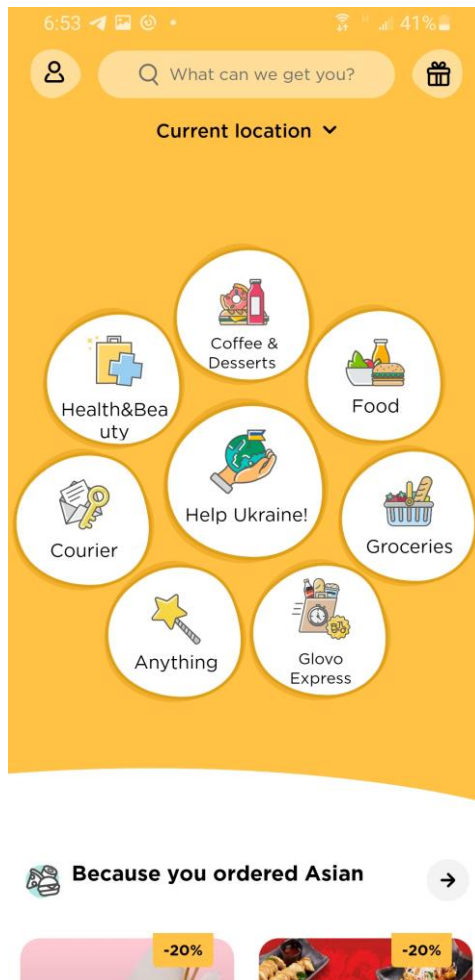 6:53
41%
What can we get you?
Current location
Coffee &
Desserts
Health&Bea
uty
Food
Help Ukraine!
Courier
Groceries
Anything
Glovo
Express
Because you ordered Asian
-20%
-20%